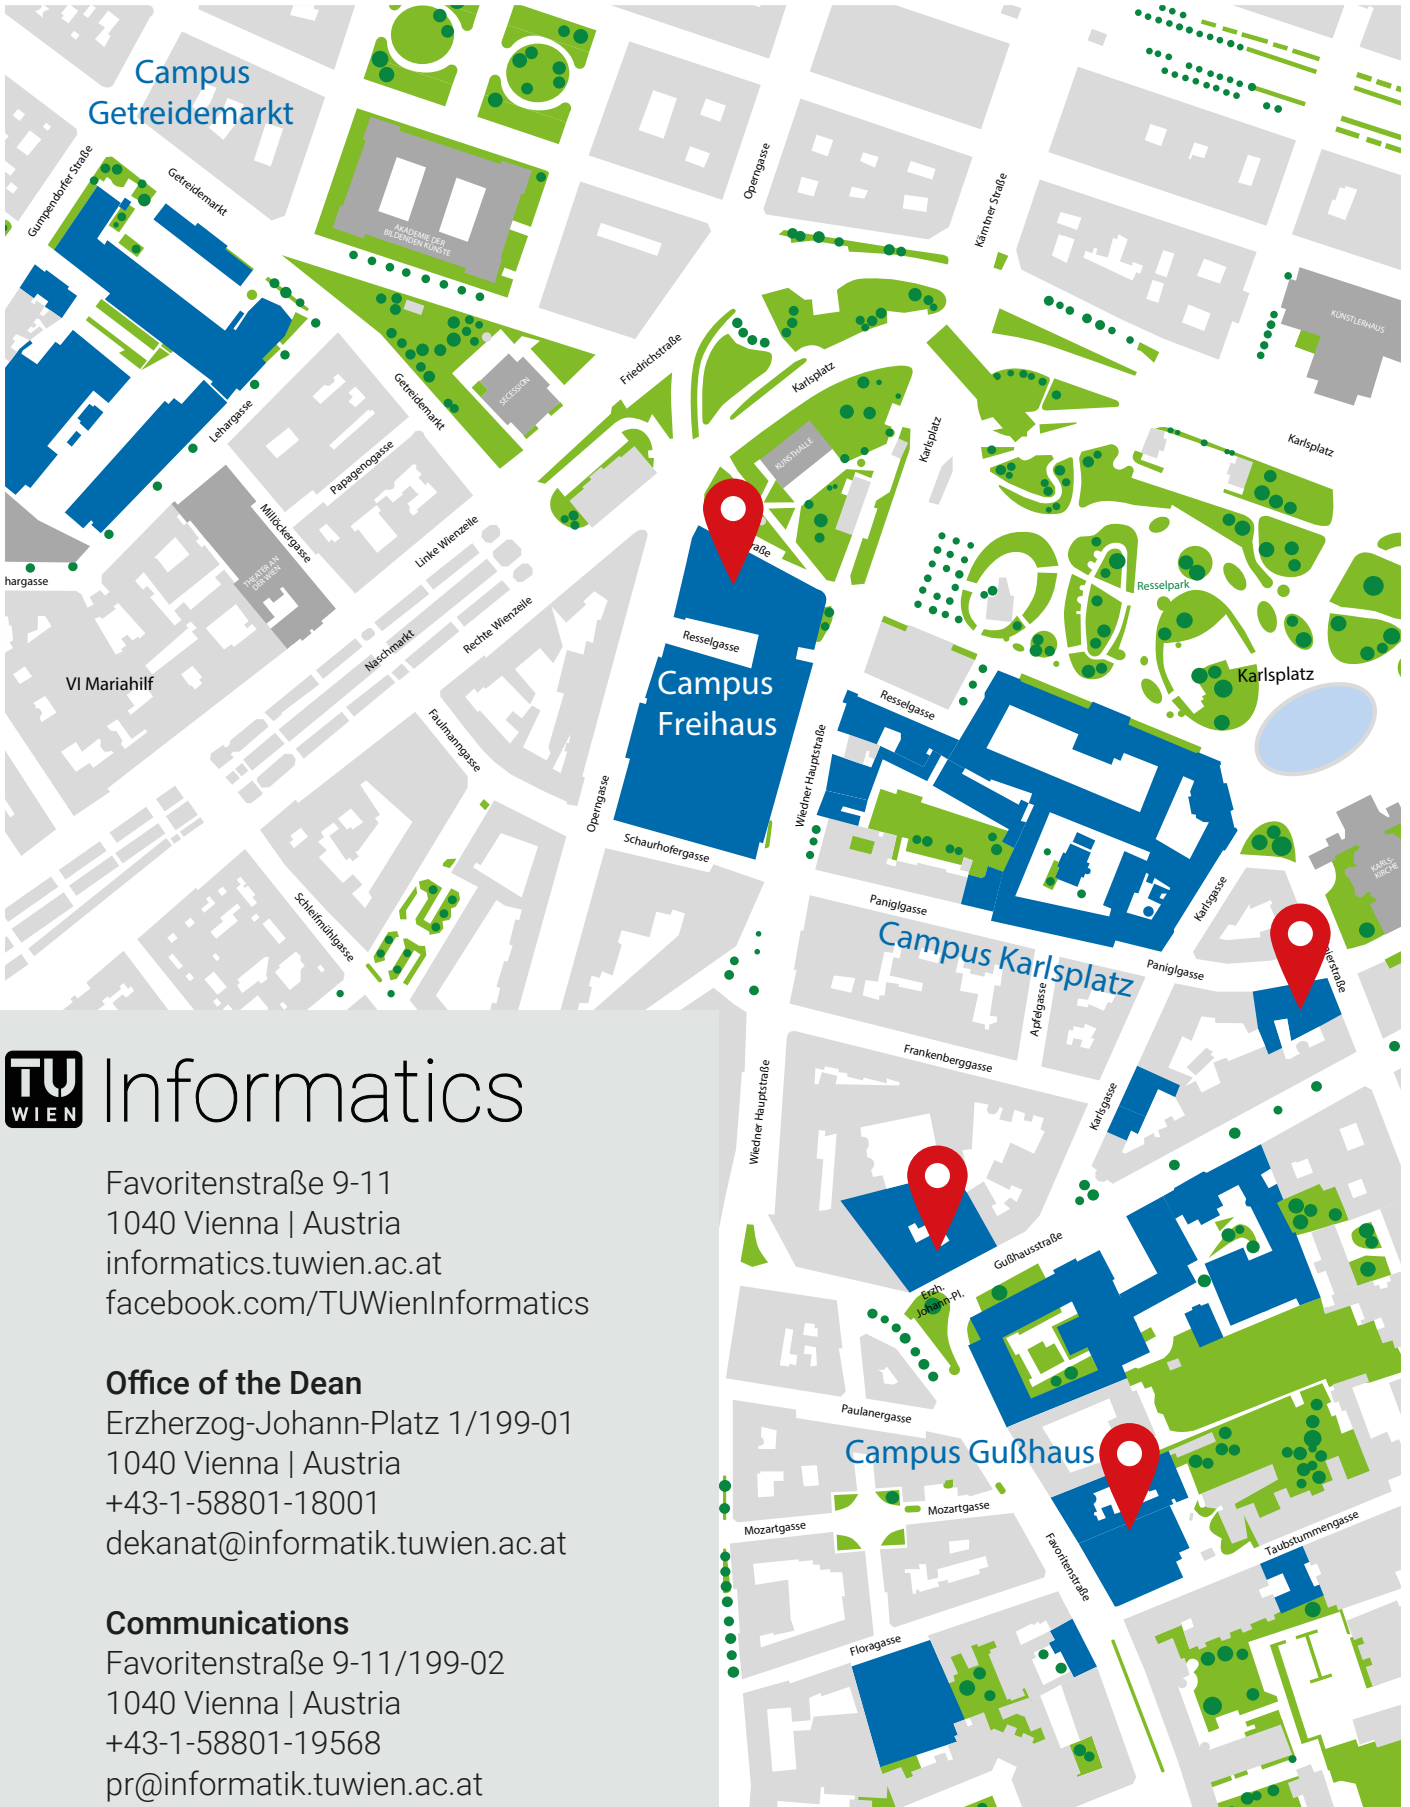 Campus
Getreidemarkt
Gumpendorfer Straße
Getreidemarkt
AKADEMIE DER
BILDENDEN KÜNSTE
Operngasse
Kärntner Straße
KÜNSTLERHAUS
Friedrichstraße
Karlsplatz
SECESSION
Getreidemarkt
Lehargasse
Papagenogasse
KUNSTHALLE
Karlsplatz
Karlsplatz
Millöckergasse
Linke Wienzeile
THEATER AN
DER WIEN
hargasse
raße
Resselpark
Rechte Wienzeile
Naschmarkt
Resselgasse
VI Mariahilf
Karlsplatz
Campus
Freihaus
Resselgasse
Faulmanngasse
Wiedner Hauptstraße
Operngasse
Schaurhofergasse
KARLS-
KIRCHE
Schleifmühlgasse
Paniglgasse
Karlsgasse
Campus Karlsplatz
Paniglgasse
alerstraße
Apfelgasse
Frankenberggasse
Wiedner Hauptstraße
Karlsgasse
TU
WIEN
Informatics
Favoritenstraße 9-11
1040 Vienna | Austria
informatics.tuwien.ac.at
facebook.com/TUWienInformatics
Office of the Dean
Erzherzog-Johann-Platz 1/199-01
1040 Vienna | Austria
+43-1-58801-18001
dekanat@informatik.tuwien.ac.at
Communications
Favoritenstraße 9-11/199-02
1040 Vienna | Austria
+43-1-58801-19568
pr@informatik.tuwien.ac.at
Gußhausstraße
Erzh.
Johann-Pl.
Paulanergasse
Campus Gußhaus
Mozartgasse
Mozartgasse
Favoritenstraße
Taubstummengasse
Floragasse